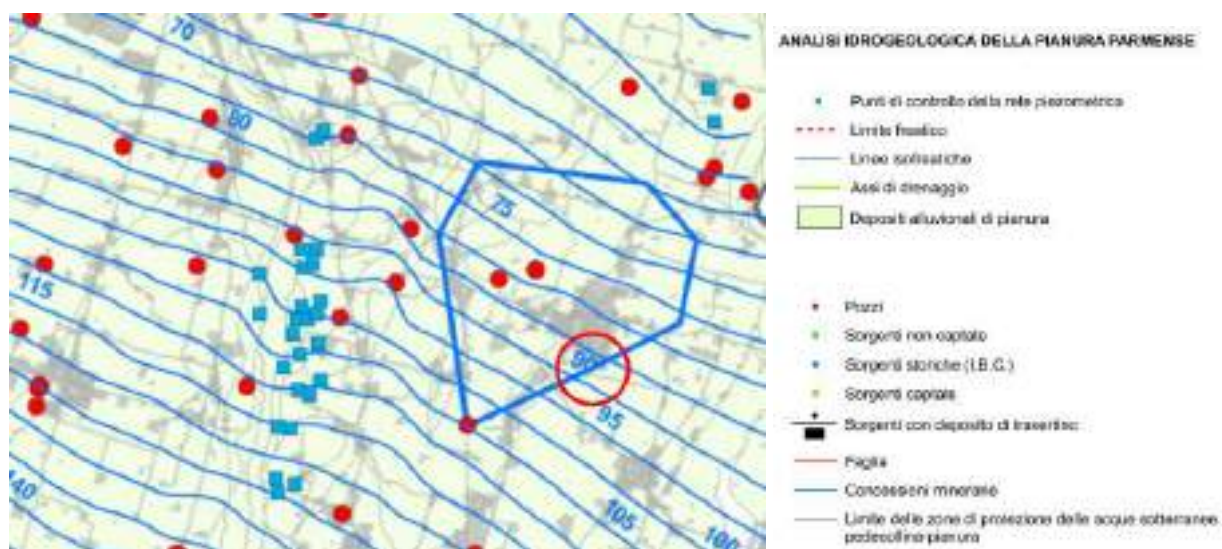 70
80
75
115
90
95
140
105
100
ANALISI IDROGEOLOGICA DELLA PIANURA PARMENSE
Punti di controllo della rete piezometrica
Limite freatico
Linee isofreatiche
Assi di drenaggio
Depositi alluvionali di pianura
Pozzi
Sorgenti non captate
Sorgenti storiche (I.B.C.)
Sorgenti captate
Sorgenti con deposito di travertino
Faglia
Concessioni minerarie
Limite delle zone di protezione delle acque sotterranee
pedecollina-pianura